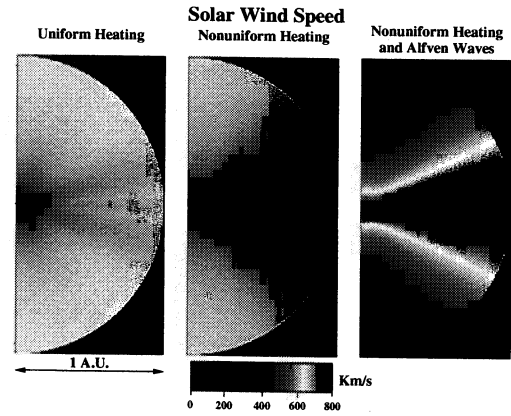 Solar Wind Speed
Uniform Heating
Nonuniform Heating
Nonuniform Heating
and Alfven Waves
1 A.U.
Km/s
0 200 400 600 800